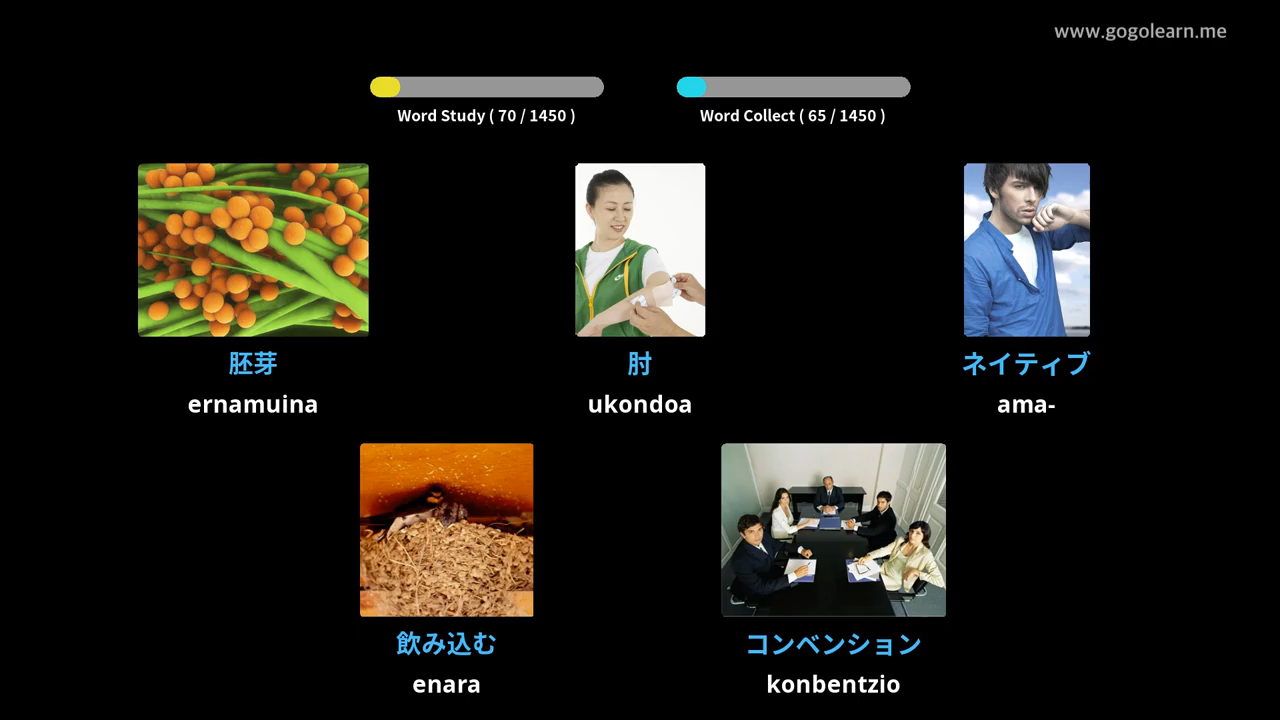 www.gogolearn.me
Word Study ( 70 / 1450 )
Word Collect ( 65 / 1450 )
胚芽
肘
ネイティブ
ernamuina
ukondoa
ama-
飲み込む
コンベンション
enara
konbentzio